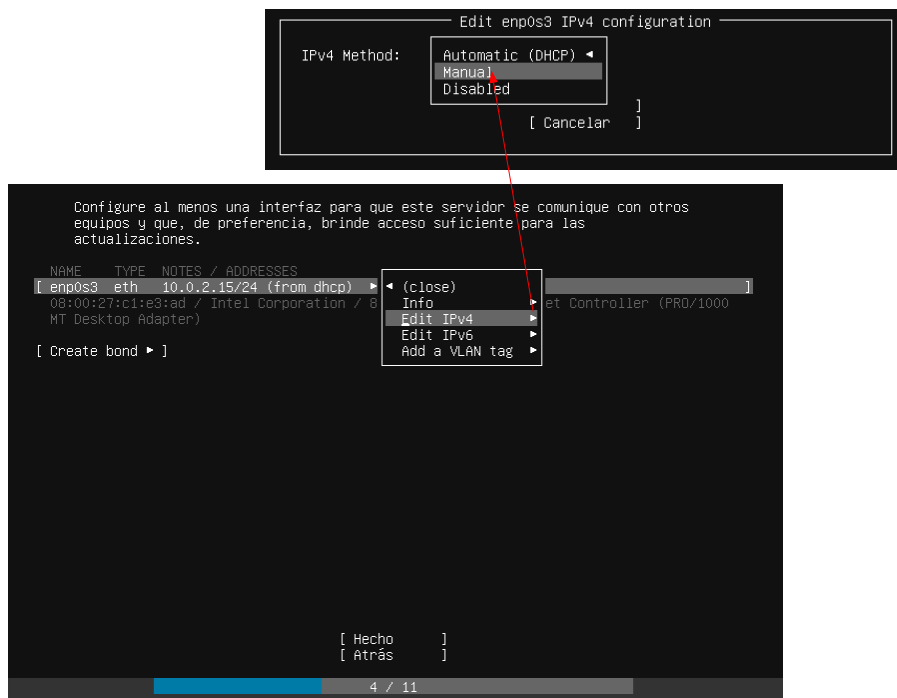 Edit enp0s3 IPv4 configuration
IPv4 Method: Automatic (DHCP) ◂
Manual
Disabled
]
[ Cancelar ]
Configure al menos una interfaz para que este servidor se comunique con otros
equipos y que, de preferencia, brinde acceso suficiente para las
actualizaciones.
NAME TYPE NOTES / ADDRESSES
[ enp0s3 eth 10.0.2.15/24 (from dhcp) ▸ ]
08:00:27:c1:e3:ad / Intel Corporation / 8 et Controller (PRO/1000
MT Desktop Adapter)
◂ (close)
Info ▸
Edit IPv4 ▸
Edit IPv6 ▸
Add a VLAN tag ▸
[ Create bond ▸ ]
[ Hecho ]
[ Atrás ]
4 / 11